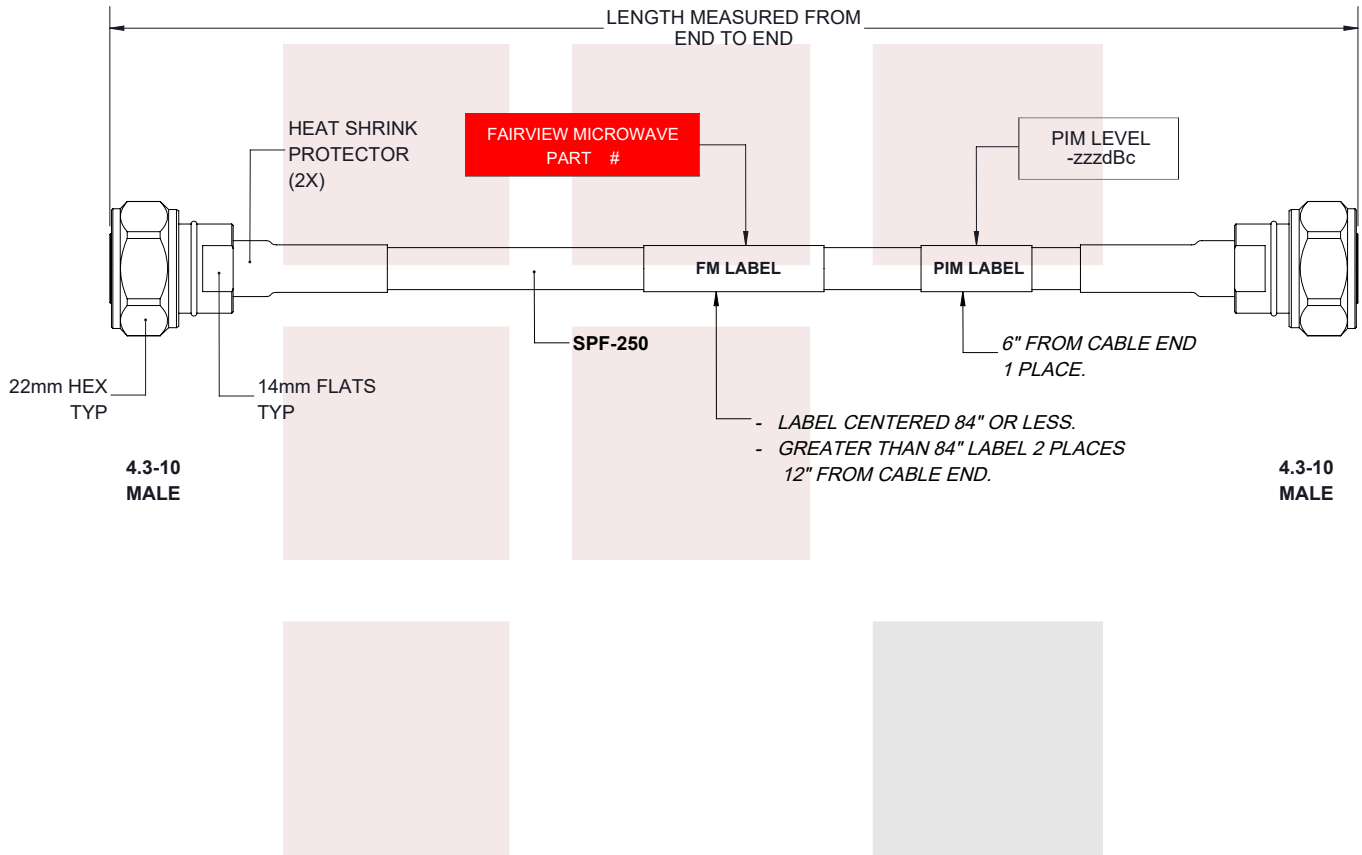 LENGTH MEASURED FROM
END TO END
HEAT SHRINK
PROTECTOR
(2X)
FAIRVIEW MICROWAVE
PART #
PIM LEVEL
-zzzdBc
FM LABEL
PIM LABEL
SPF-250
6" FROM CABLE END
1 PLACE.
22mm HEX
TYP
14mm FLATS
TYP
- LABEL CENTERED 84" OR LESS.
- GREATER THAN 84" LABEL 2 PLACES
12" FROM CABLE END.
4.3-10
MALE
4.3-10
MALE